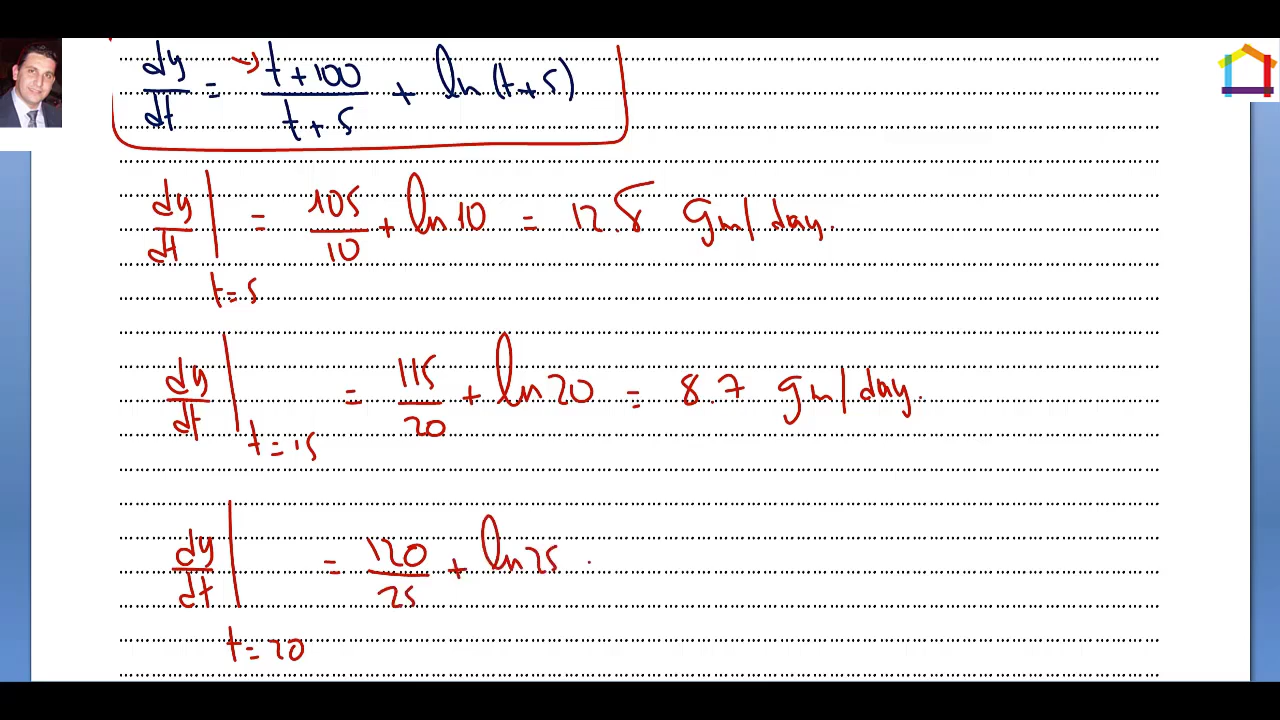 dy/dt = (t+100)/(t+5) + ln(t+5)
dy/dt | t=5 = 105/10 + ln 10 = 12.8 gm/day.
dy/dt | t=15 = 115/20 + ln 20 = 8.7 gm/day.
dy/dt | t=20 = 120/25 + ln 25